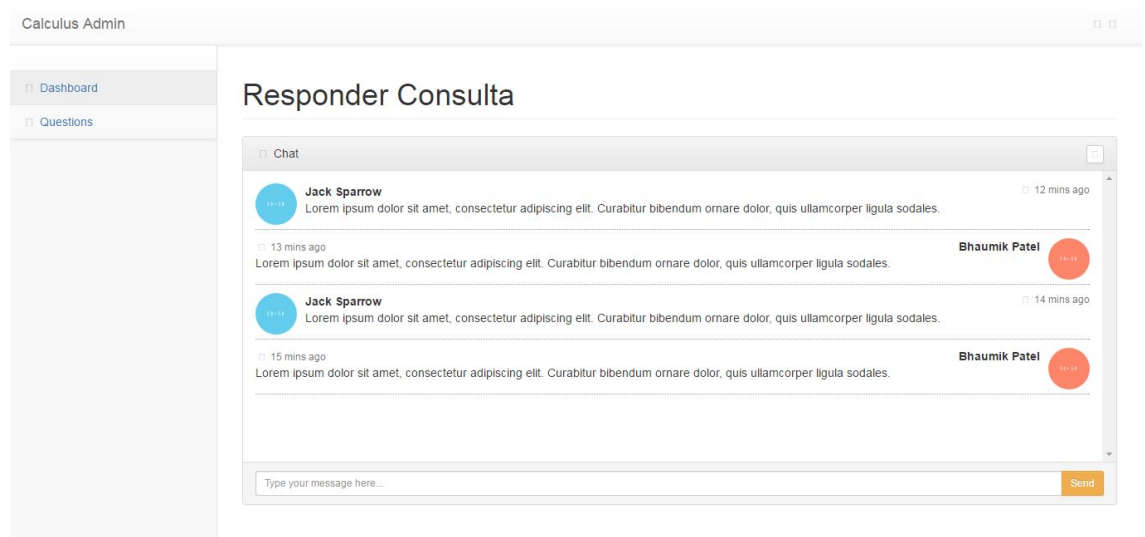 Calculus Admin
Dashboard
Questions
Responder Consulta
Chat
Jack Sparrow 12 mins ago
Lorem ipsum dolor sit amet, consectetur adipiscing elit. Curabitur bibendum ornare dolor, quis ullamcorper ligula sodales.
13 mins ago Bhaumik Patel
Lorem ipsum dolor sit amet, consectetur adipiscing elit. Curabitur bibendum ornare dolor, quis ullamcorper ligula sodales.
Jack Sparrow 14 mins ago
Lorem ipsum dolor sit amet, consectetur adipiscing elit. Curabitur bibendum ornare dolor, quis ullamcorper ligula sodales.
15 mins ago Bhaumik Patel
Lorem ipsum dolor sit amet, consectetur adipiscing elit. Curabitur bibendum ornare dolor, quis ullamcorper ligula sodales.
Type your message here... Send